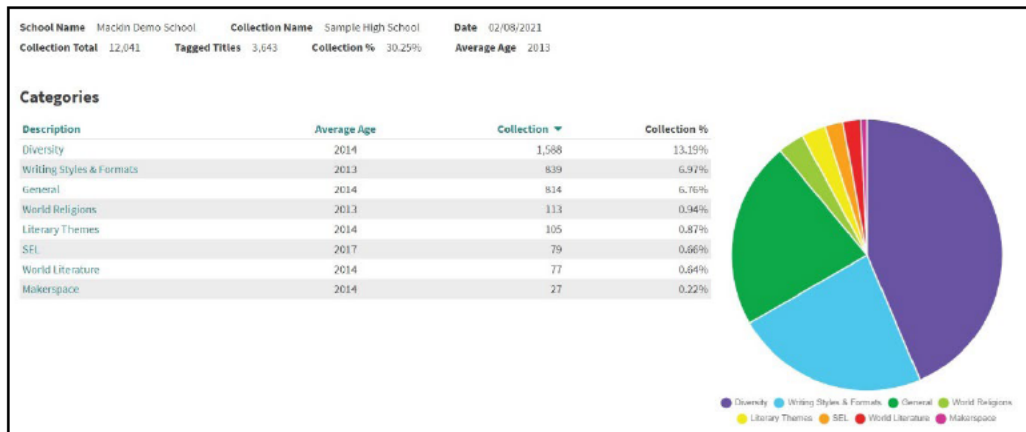 School Name Mackin Demo School Collection Name Sample High School Date 02/08/2021
Collection Total 12,041 Tagged Titles 3,643 Collection % 30.25% Average Age 2013
Categories
Description Average Age Collection ▼ Collection %
Diversity 2014 1,588 13.19%
Writing Styles & Formats 2013 839 6.97%
General 2014 814 6.76%
World Religions 2013 113 0.94%
Literary Themes 2014 105 0.87%
SEL 2017 79 0.66%
World Literature 2014 77 0.64%
Makerspace 2014 27 0.22%
Diversity Writing Styles & Formats General World Religions
Literary Themes SEL World Literature Makerspace